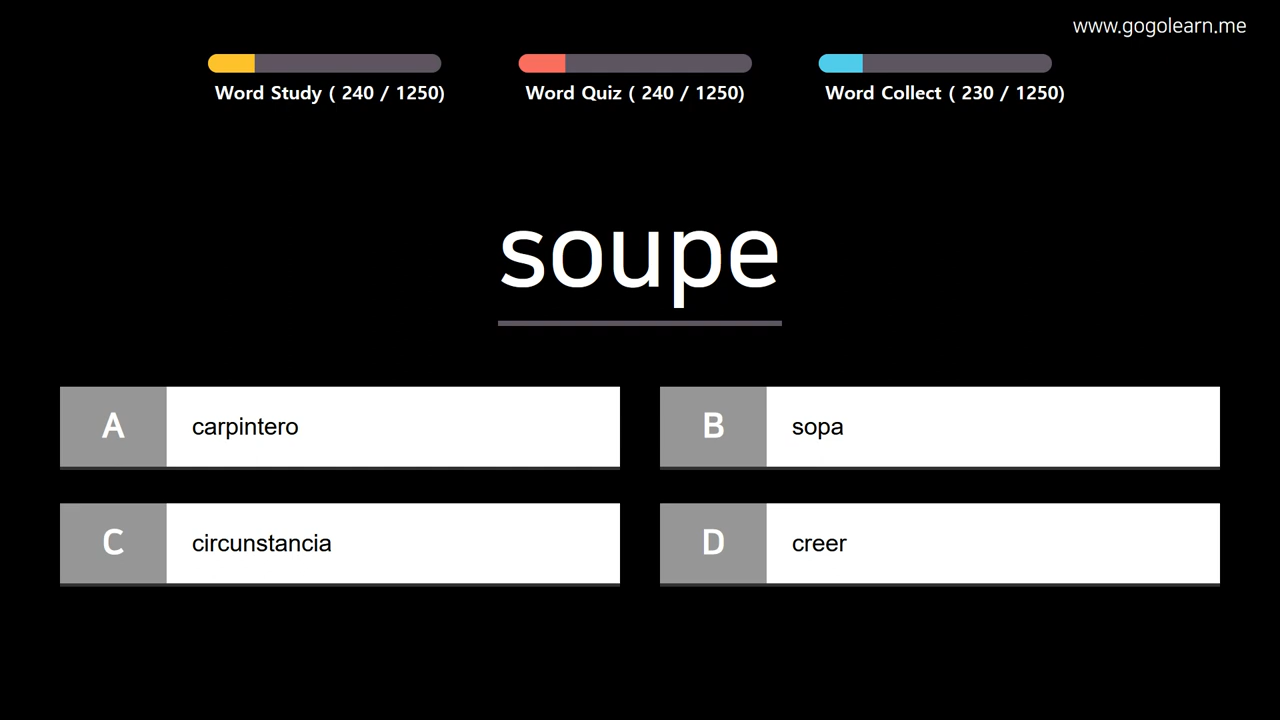 www.gogolearn.me
Word Study ( 240 / 1250)
Word Quiz ( 240 / 1250)
Word Collect ( 230 / 1250)
soupe
A carpintero
B sopa
C circunstancia
D creer